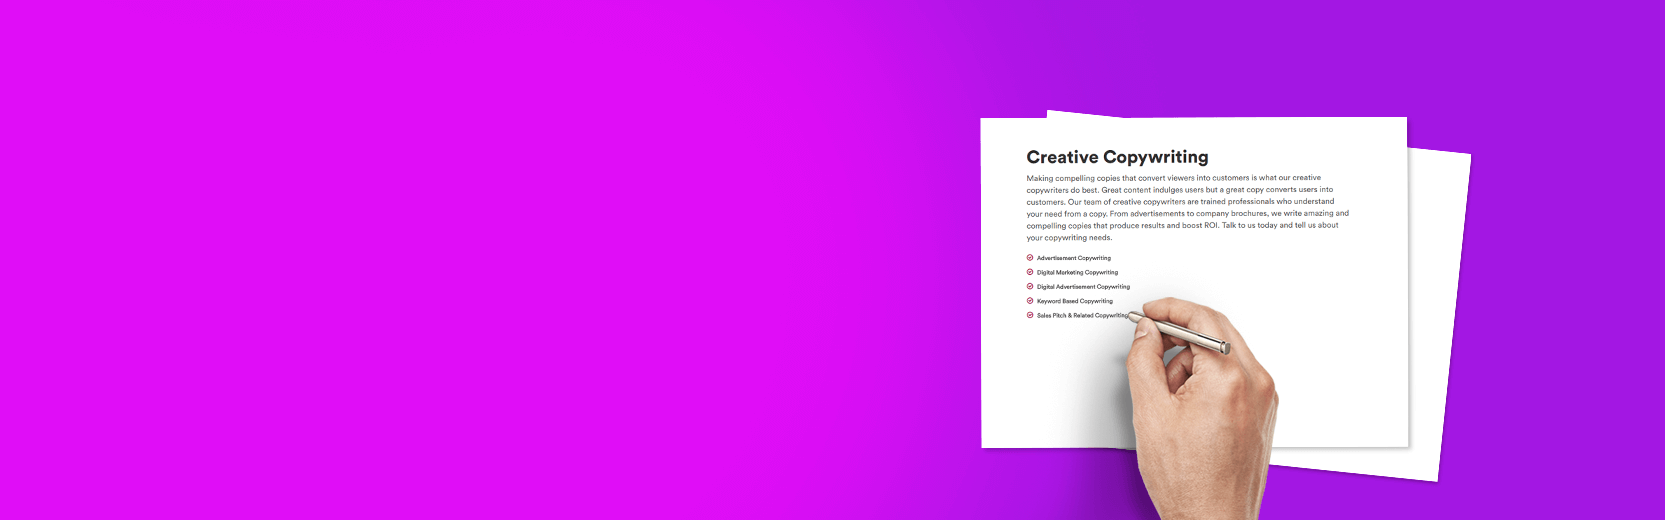 Creative Copywriting
Making compelling copies that convert viewers into customers is what our creative
copywriters do best. Great content indulges users but a great copy converts users into
customers. Our team of creative copywriters are trained professionals who understand
your need from a copy. From advertisements to company brochures, we write amazing and
compelling copies that produce results and boost ROI. Talk to us today and tell us about
your copywriting needs.
Advertisement Copywriting
Digital Marketing Copywriting
Digital Advertisement Copywriting
Keyword Based Copywriting
Sales Pitch & Related Copywriting